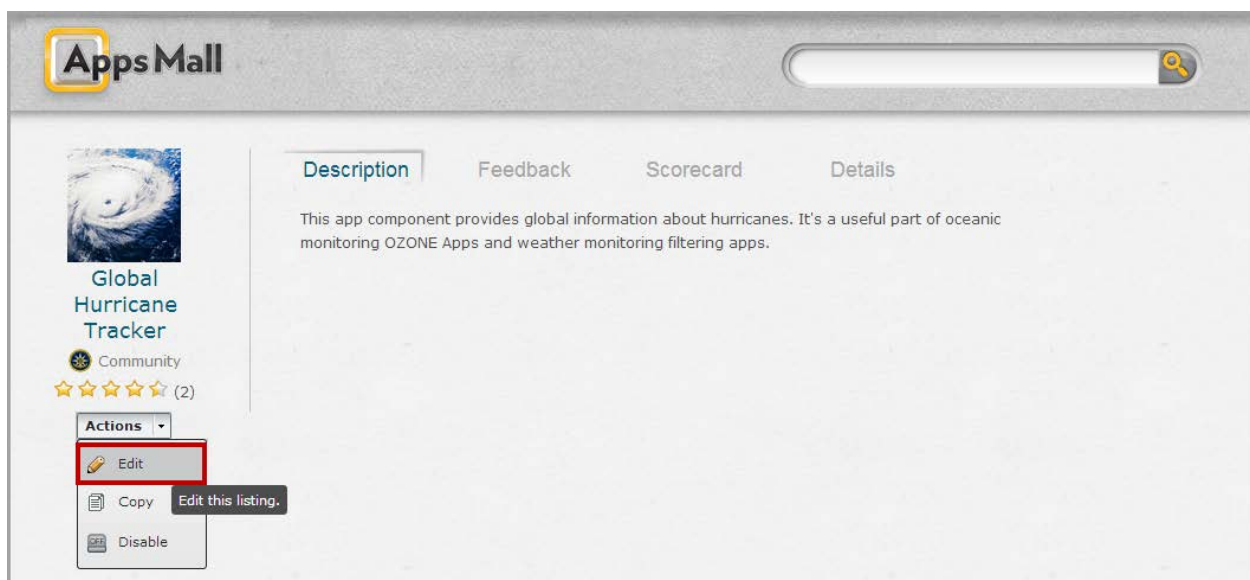 Apps Mall
Description Feedback Scorecard Details
This app component provides global information about hurricanes. It's a useful part of oceanic
monitoring OZONE Apps and weather monitoring filtering apps.
Global
Hurricane
Tracker
Community
(2)
Actions
Edit
Edit this listing.
Copy
OFF Disable